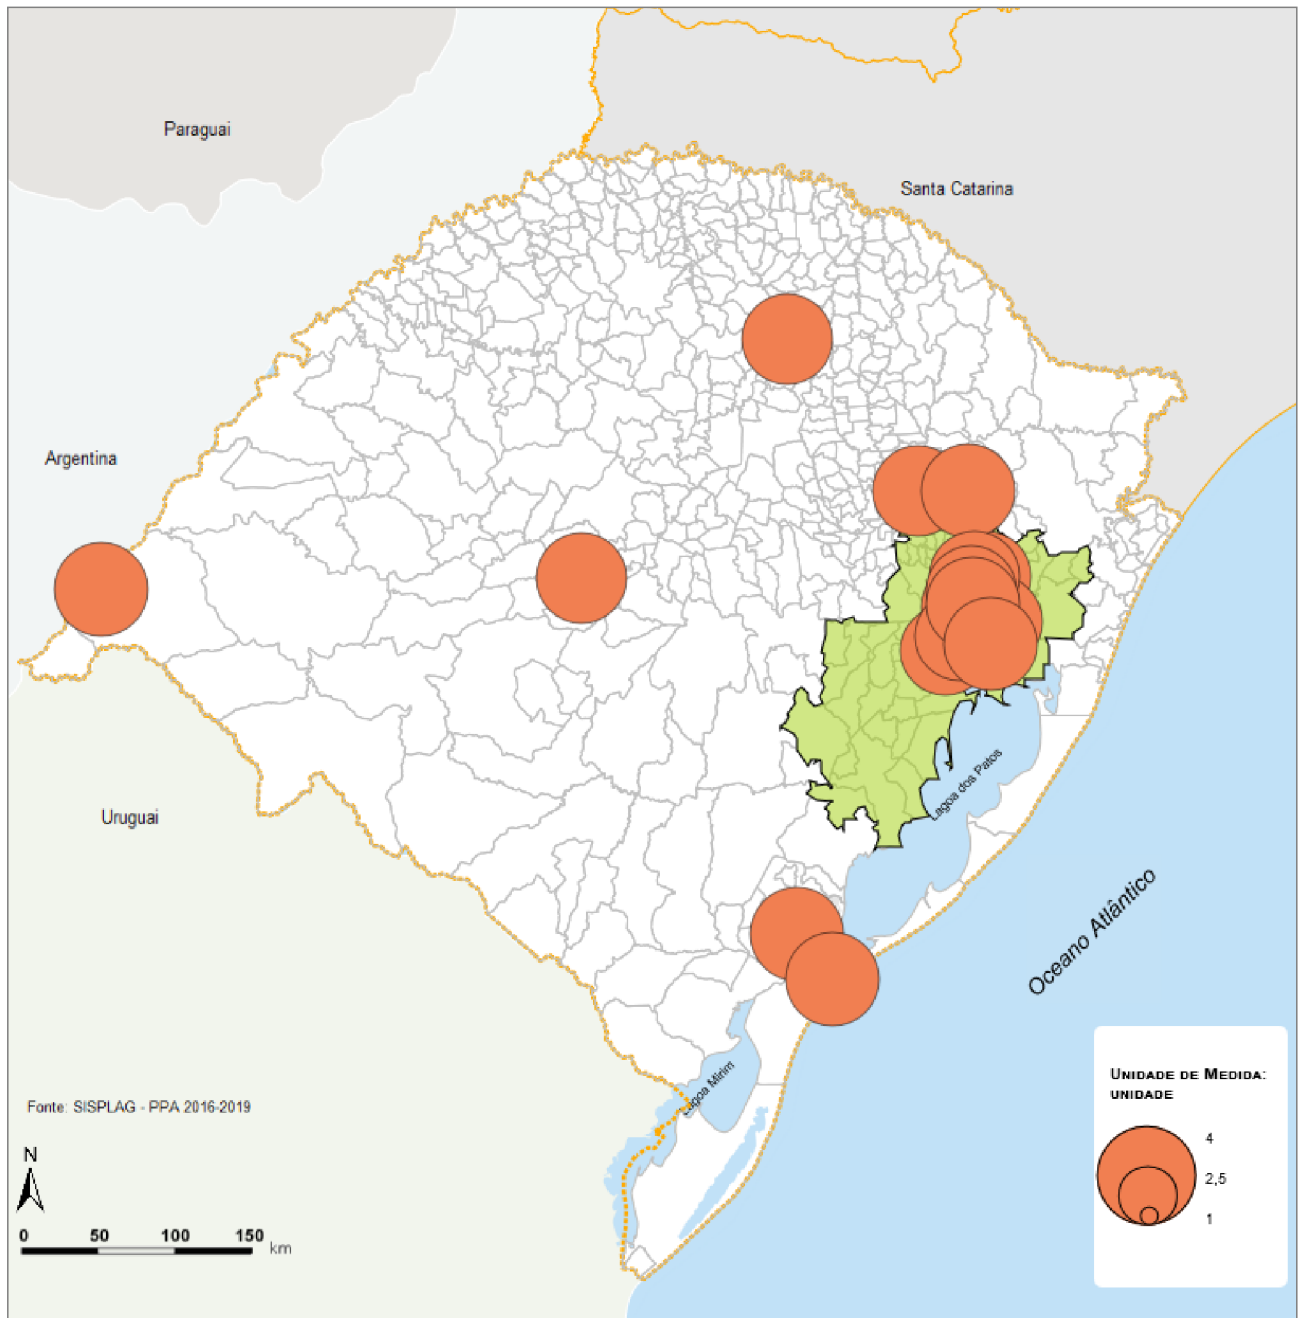 Paraguai
Santa Catarina
Argentina
Uruguai
Lagoa dos Patos
Oceano Atlântico
Lagoa Mirim
Fonte: SISPLAG - PPA 2016-2019
N
0 50 100 150
km
UNIDADE DE MEDIDA:
UNIDADE
4
2,5
1